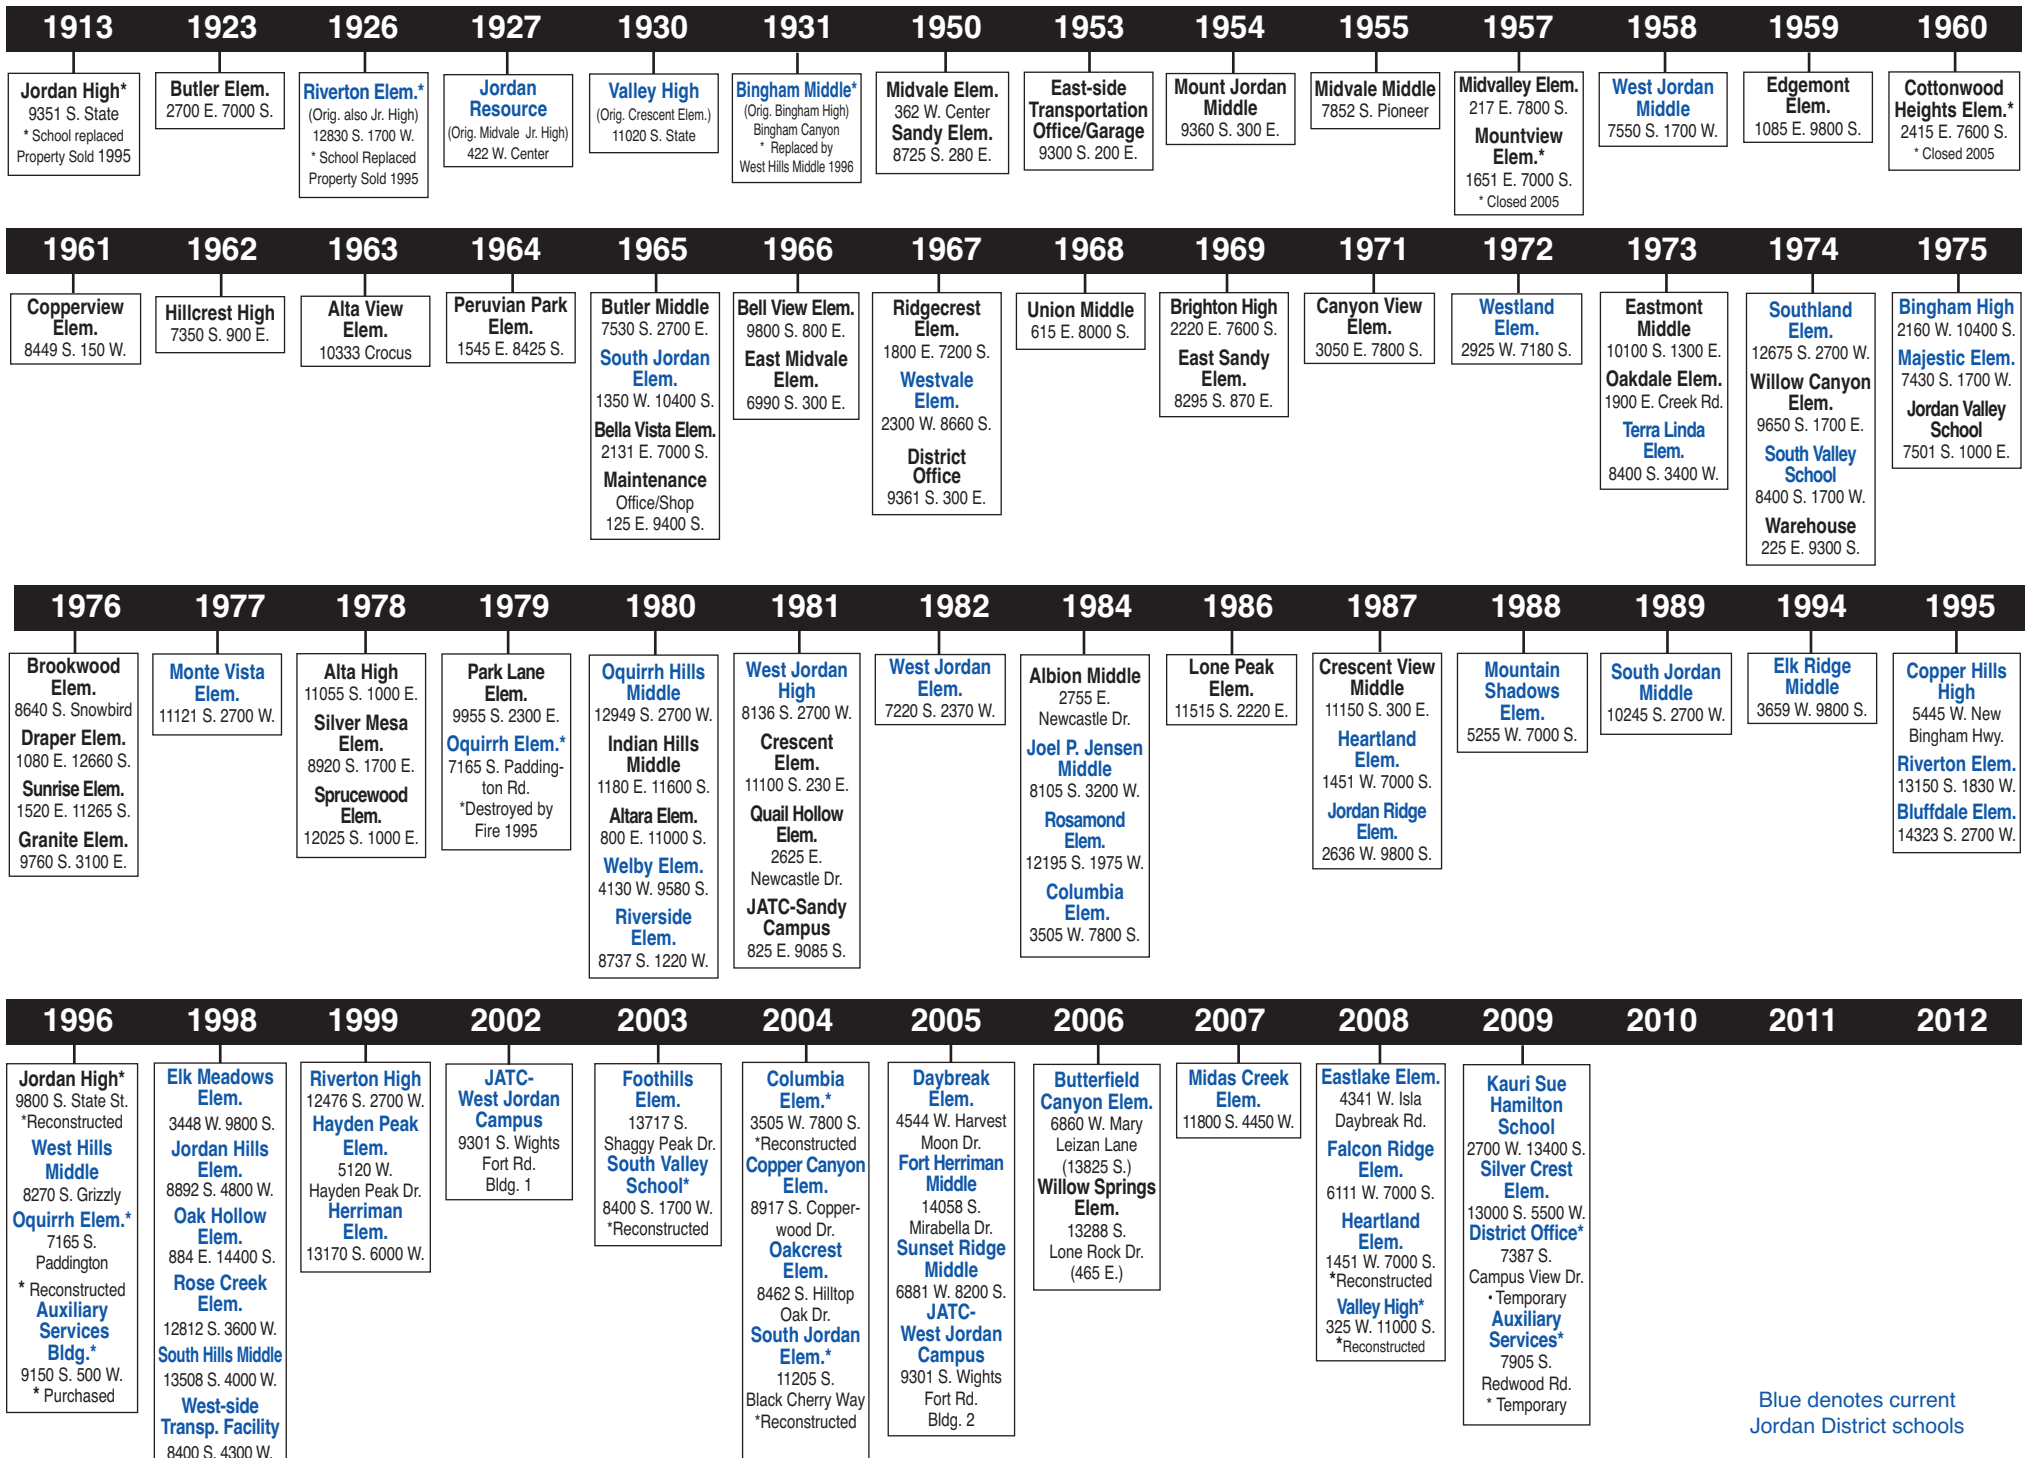 1913 1923 1926 1927 1930 1931 1950 1953 1954 1955 1957 1958 1959 1960
Jordan High*
9351 S. State
* School replaced
Property Sold 1995
Butler Elem.
2700 E. 7000 S.
Riverton Elem.*
(Orig. also Jr. High)
12830 S. 1700 W.
* School Replaced
Property Sold 1995
Jordan
Resource
(Orig. Midvale Jr. High)
422 W. Center
Valley High
(Orig. Crescent Elem.)
11020 S. State
Bingham Middle*
(Orig. Bingham High)
Bingham Canyon
* Replaced by
West Hills Middle 1996
Midvale Elem.
362 W. Center
Sandy Elem.
8725 S. 280 E.
East-side
Transportation
Office/Garage
9300 S. 200 E.
Mount Jordan
Middle
9360 S. 300 E.
Midvale Middle
7852 S. Pioneer
Midvalley Elem.
217 E. 7800 S.
Mountview
Elem.*
1651 E. 7000 S.
* Closed 2005
West Jordan
Middle
7550 S. 1700 W.
Edgemont
Elem.
1085 E. 9800 S.
Cottonwood
Heights Elem.*
2415 E. 7600 S.
* Closed 2005
1961 1962 1963 1964 1965 1966 1967 1968 1969 1971 1972 1973 1974 1975
Copperview
Elem.
8449 S. 150 W.
Hillcrest High
7350 S. 900 E.
Alta View
Elem.
10333 Crocus
Peruvian Park
Elem.
1545 E. 8425 S.
Butler Middle
7530 S. 2700 E.
South Jordan
Elem.
1350 W. 10400 S.
Bella Vista Elem.
2131 E. 7000 S.
Maintenance
Office/Shop
125 E. 9400 S.
Bell View Elem.
9800 S. 800 E.
East Midvale
Elem.
6990 S. 300 E.
Ridgecrest
Elem.
1800 E. 7200 S.
Westvale
Elem.
2300 W. 8660 S.
District
Office
9361 S. 300 E.
Union Middle
615 E. 8000 S.
Brighton High
2220 E. 7600 S.
East Sandy
Elem.
8295 S. 870 E.
Canyon View
Elem.
3050 E. 7800 S.
Westland
Elem.
2925 W. 7180 S.
Eastmont
Middle
10100 S. 1300 E.
Oakdale Elem.
1900 E. Creek Rd.
Terra Linda
Elem.
8400 S. 3400 W.
Southland
Elem.
12675 S. 2700 W.
Willow Canyon
Elem.
9650 S. 1700 E.
South Valley
School
8400 S. 1700 W.
Warehouse
225 E. 9300 S.
Bingham High
2160 W. 10400 S.
Majestic Elem.
7430 S. 1700 W.
Jordan Valley
School
7501 S. 1000 E.
1976 1977 1978 1979 1980 1981 1982 1984 1986 1987 1988 1989 1994 1995
Brookwood
Elem.
8640 S. Snowbird
Draper Elem.
1080 E. 12660 S.
Sunrise Elem.
1520 E. 11265 S.
Granite Elem.
9760 S. 3100 E.
Monte Vista
Elem.
11121 S. 2700 W.
Alta High
11055 S. 1000 E.
Silver Mesa
Elem.
8920 S. 1700 E.
Sprucewood
Elem.
12025 S. 1000 E.
Park Lane
Elem.
9955 S. 2300 E.
Oquirrh Elem.*
7165 S. Padding-
ton Rd.
*Destroyed by
Fire 1995
Oquirrh Hills
Middle
12949 S. 2700 W.
Indian Hills
Middle
1180 E. 11600 S.
Altara Elem.
800 E. 11000 S.
Welby Elem.
4130 W. 9580 S.
Riverside
Elem.
8737 S. 1220 W.
West Jordan
High
8136 S. 2700 W.
Crescent
Elem.
11100 S. 230 E.
Quail Hollow
Elem.
2625 E.
Newcastle Dr.
JATC-Sandy
Campus
825 E. 9085 S.
West Jordan
Elem.
7220 S. 2370 W.
Albion Middle
2755 E.
Newcastle Dr.
Joel P. Jensen
Middle
8105 S. 3200 W.
Rosamond
Elem.
12195 S. 1975 W.
Columbia
Elem.
3505 W. 7800 S.
Lone Peak
Elem.
11515 S. 2220 E.
Crescent View
Middle
11150 S. 300 E.
Heartland
Elem.
1451 W. 7000 S.
Jordan Ridge
Elem.
2636 W. 9800 S.
Mountain
Shadows
Elem.
5255 W. 7000 S.
South Jordan
Middle
10245 S. 2700 W.
Elk Ridge
Middle
3659 W. 9800 S.
Copper Hills
High
5445 W. New
Bingham Hwy.
Riverton Elem.
13150 S. 1830 W.
Bluffdale Elem.
14323 S. 2700 W.
1996 1998 1999 2002 2003 2004 2005 2006 2007 2008 2009 2010 2011 2012
Jordan High*
9800 S. State St.
*Reconstructed
West Hills
Middle
8270 S. Grizzly
Oquirrh Elem.*
7165 S.
Paddington
* Reconstructed
Auxiliary
Services
Bldg.*
9150 S. 500 W.
* Purchased
Elk Meadows
Elem.
3448 W. 9800 S.
Jordan Hills
Elem.
8892 S. 4800 W.
Oak Hollow
Elem.
884 E. 14400 S.
Rose Creek
Elem.
12812 S. 3600 W.
South Hills Middle
13508 S. 4000 W.
West-side
Transp. Facility
8400 S. 4300 W.
Riverton High
12476 S. 2700 W.
Hayden Peak
Elem.
5120 W.
Hayden Peak Dr.
Herriman
Elem.
13170 S. 6000 W.
JATC-
West Jordan
Campus
9301 S. Wights
Fort Rd.
Bldg. 1
Foothills
Elem.
13717 S.
Shaggy Peak Dr.
South Valley
School*
8400 S. 1700 W.
*Reconstructed
Columbia
Elem.*
3505 W. 7800 S.
*Reconstructed
Copper Canyon
Elem.
8917 S. Copper-
wood Dr.
Oakcrest
Elem.
8462 S. Hilltop
Oak Dr.
South Jordan
Elem.*
11205 S.
Black Cherry Way
*Reconstructed
Daybreak
Elem.
4544 W. Harvest
Moon Dr.
Fort Herriman
Middle
14058 S.
Mirabella Dr.
Sunset Ridge
Middle
6881 W. 8200 S.
JATC-
West Jordan
Campus
9301 S. Wights
Fort Rd.
Bldg. 2
Butterfield
Canyon Elem.
6860 W. Mary
Leizan Lane
(13825 S.)
Willow Springs
Elem.
13288 S.
Lone Rock Dr.
(465 E.)
Midas Creek
Elem.
11800 S. 4450 W.
Eastlake Elem.
4341 W. Isla
Daybreak Rd.
Falcon Ridge
Elem.
6111 W. 7000 S.
Heartland
Elem.
1451 W. 7000 S.
*Reconstructed
Valley High*
325 W. 11000 S.
*Reconstructed
Kauri Sue
Hamilton
School
2700 W. 13400 S.
Silver Crest
Elem.
13000 S. 5500 W.
District Office*
7387 S.
Campus View Dr.
• Temporary
Auxiliary
Services*
7905 S.
Redwood Rd.
* Temporary
Blue denotes current
Jordan District schools